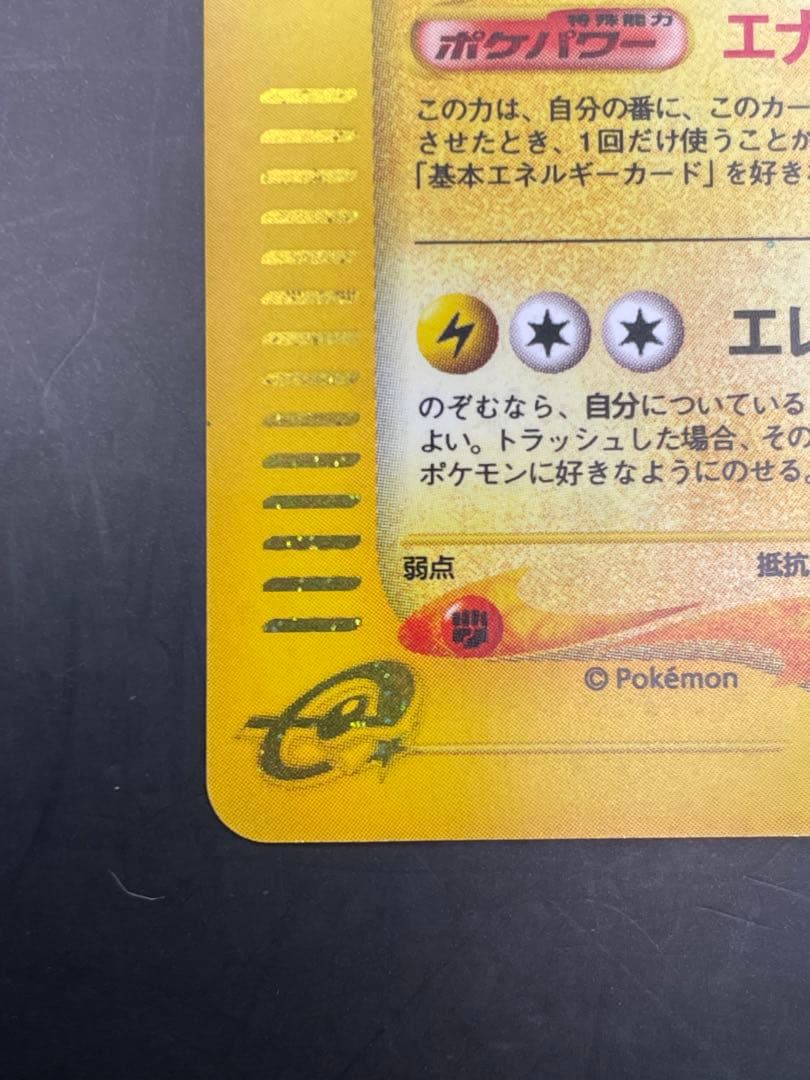 特殊能力
ポケパワー エナ
この力は、自分の番に、このカー
させたとき、1回だけ使うことが
「基本エネルギーカード」を好きな
エレ
のぞむなら、自分についている
よい。トラッシュした場合、その
ポケモンに好きなようにのせる。
弱点 抵抗
© Pokémon